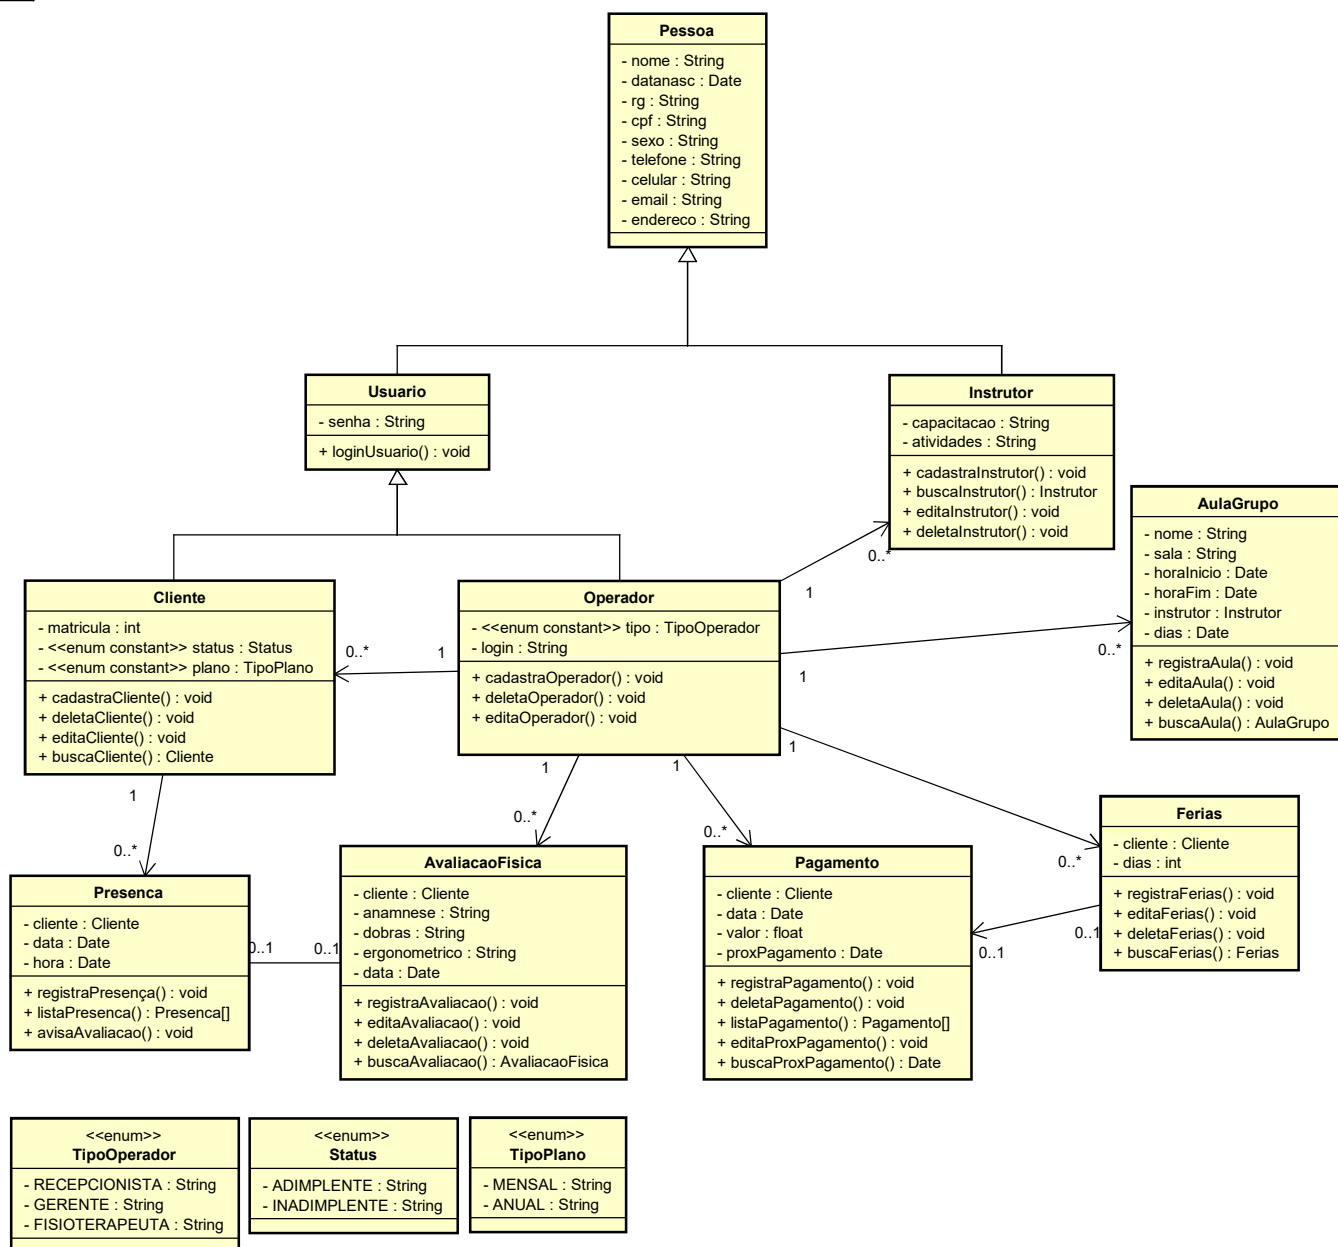 Pessoa
- nome : String
- datanasc : Date
- rg : String
- cpf : String
- sexo : String
- telefone : String
- celular : String
- email : String
- endereco : String
Usuario
- senha : String
+ loginUsuario() : void
Instrutor
- capacitacao : String
- atividades : String
+ cadastraInstrutor() : void
+ buscaInstrutor() : Instrutor
+ editaInstrutor() : void
+ deletaInstrutor() : void
AulaGrupo
- nome : String
- sala : String
- horaInicio : Date
- horaFim : Date
- instrutor : Instrutor
- dias : Date
+ registraAula() : void
+ editaAula() : void
+ deletaAula() : void
+ buscaAula() : AulaGrupo
Cliente
- matricula : int
- <<enum constant>> status : Status
- <<enum constant>> plano : TipoPlano
+ cadastraCliente() : void
+ deletaCliente() : void
+ editaCliente() : void
+ buscaCliente() : Cliente
Operador
- <<enum constant>> tipo : TipoOperador
- login : String
+ cadastraOperador() : void
+ deletaOperador() : void
+ editaOperador() : void
0..*
1
1
0..*
1
0..*
1
0..*
1
0..*
1
0..*
1
0..*
Presenca
- cliente : Cliente
- data : Date
- hora : Date
+ registraPresença() : void
+ listaPresenca() : Presenca[]
+ avisaAvaliacao() : void
0..1
0..1
AvaliacaoFisica
- cliente : Cliente
- anamnese : String
- dobras : String
- ergonometrico : String
- data : Date
+ registraAvaliacao() : void
+ editaAvaliacao() : void
+ deletaAvaliacao() : void
+ buscaAvaliacao() : AvaliacaoFisica
Pagamento
- cliente : Cliente
- data : Date
- valor : float
- proxPagamento : Date
+ registraPagamento() : void
+ deletaPagamento() : void
+ listaPagamento() : Pagamento[]
+ editaProxPagamento() : void
+ buscaProxPagamento() : Date
0..1
0..1
Ferias
- cliente : Cliente
- dias : int
+ registraFerias() : void
+ editaFerias() : void
+ deletaFerias() : void
+ buscaFerias() : Ferias
<<enum>>
TipoOperador
- RECEPCIONISTA : String
- GERENTE : String
- FISIOTERAPEUTA : String
<<enum>>
Status
- ADIMPLENTE : String
- INADIMPLENTE : String
<<enum>>
TipoPlano
- MENSAL : String
- ANUAL : String